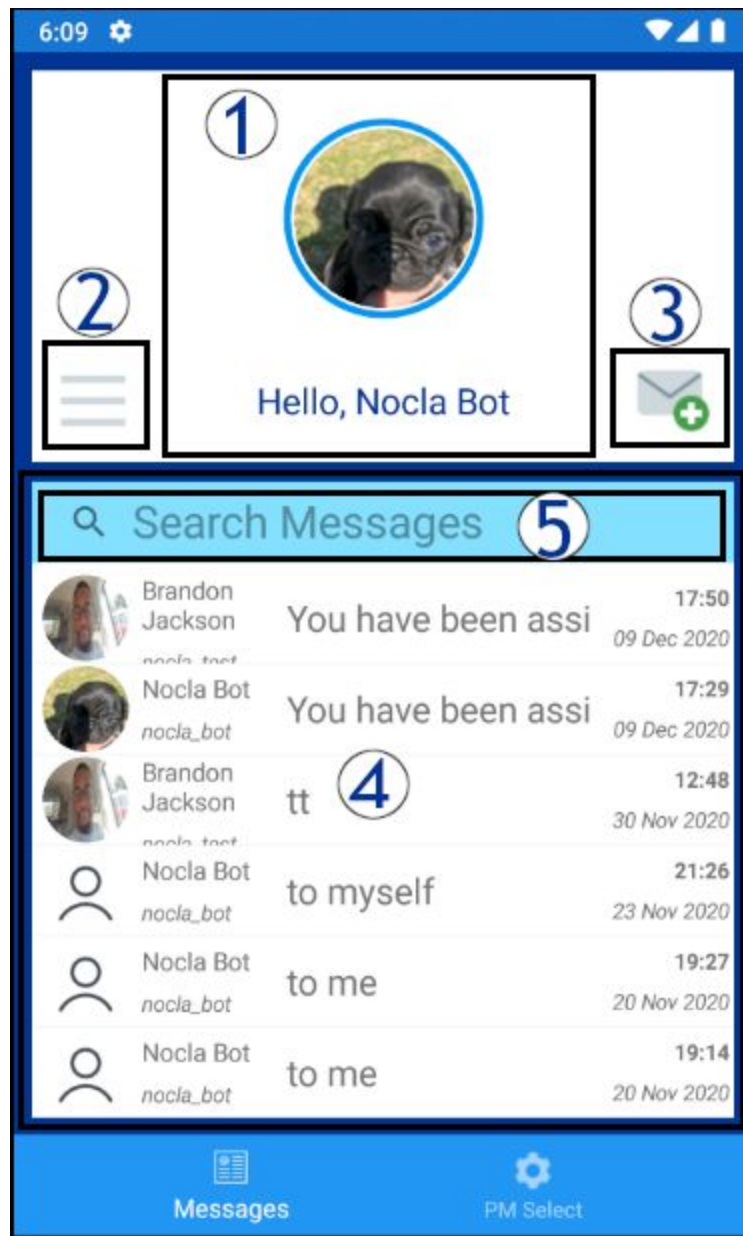 6:09
1
2
3
Hello, Nocla Bot
Search Messages
5
Brandon
Jackson
nocla_test
You have been assi
17:50
09 Dec 2020
Nocla Bot
nocla_bot
You have been assi
17:29
09 Dec 2020
Brandon
Jackson
nocla_test
tt
4
12:48
30 Nov 2020
Nocla Bot
nocla_bot
to myself
21:26
23 Nov 2020
Nocla Bot
nocla_bot
to me
19:27
20 Nov 2020
Nocla Bot
nocla_bot
to me
19:14
20 Nov 2020
Messages
PM Select